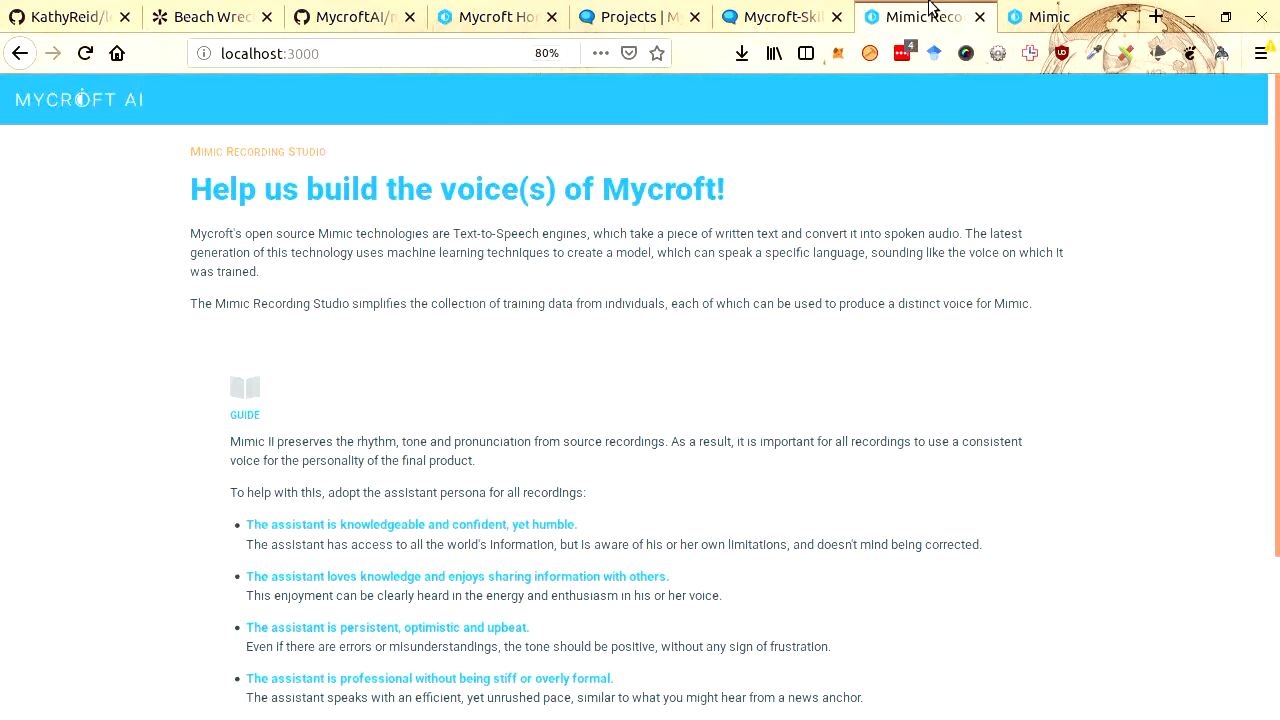 KathyReid/l
Beach Wrec
MycroftAI/n
Mycroft Ho
Projects | M
Mycroft-Skil
Mimic Reco
Mimic
localhost:3000
80%
4
MYCROFT AI
Mimic Recording Studio
Help us build the voice(s) of Mycroft!
Mycroft's open source Mimic technologies are Text-to-Speech engines, which take a piece of written text and convert it into spoken audio. The latest
generation of this technology uses machine learning techniques to create a model, which can speak a specific language, sounding like the voice on which it
was trained.
The Mimic Recording Studio simplifies the collection of training data from individuals, each of which can be used to produce a distinct voice for Mimic.
GUIDE
Mimic II preserves the rhythm, tone and pronunciation from source recordings. As a result, it is important for all recordings to use a consistent
voice for the personality of the final product.
To help with this, adopt the assistant persona for all recordings:
• The assistant is knowledgeable and confident, yet humble.
The assistant has access to all the world's information, but is aware of his or her own limitations, and doesn't mind being corrected.
• The assistant loves knowledge and enjoys sharing information with others.
This enjoyment can be clearly heard in the energy and enthusiasm in his or her voice.
• The assistant is persistent, optimistic and upbeat.
Even if there are errors or misunderstandings, the tone should be positive, without any sign of frustration.
• The assistant is professional without being stiff or overly formal.
The assistant speaks with an efficient, yet unrushed pace, similar to what you might hear from a news anchor.